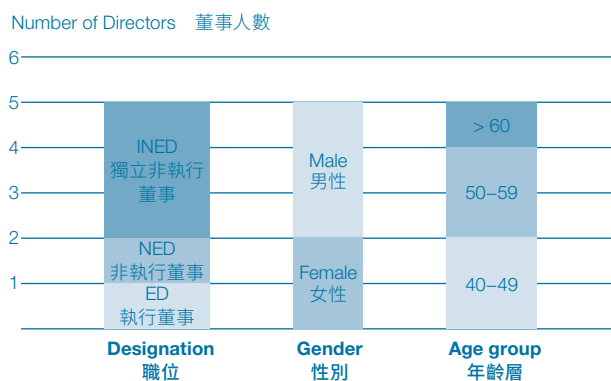 Number of Directors 董事人數
6
5
4
3
2
1
INED
獨立非執行
董事
NED
非執行董事
ED
執行董事
Male
男性
Female
女性
> 60
50–59
40–49
Designation
職位
Gender
性別
Age group
年齡層